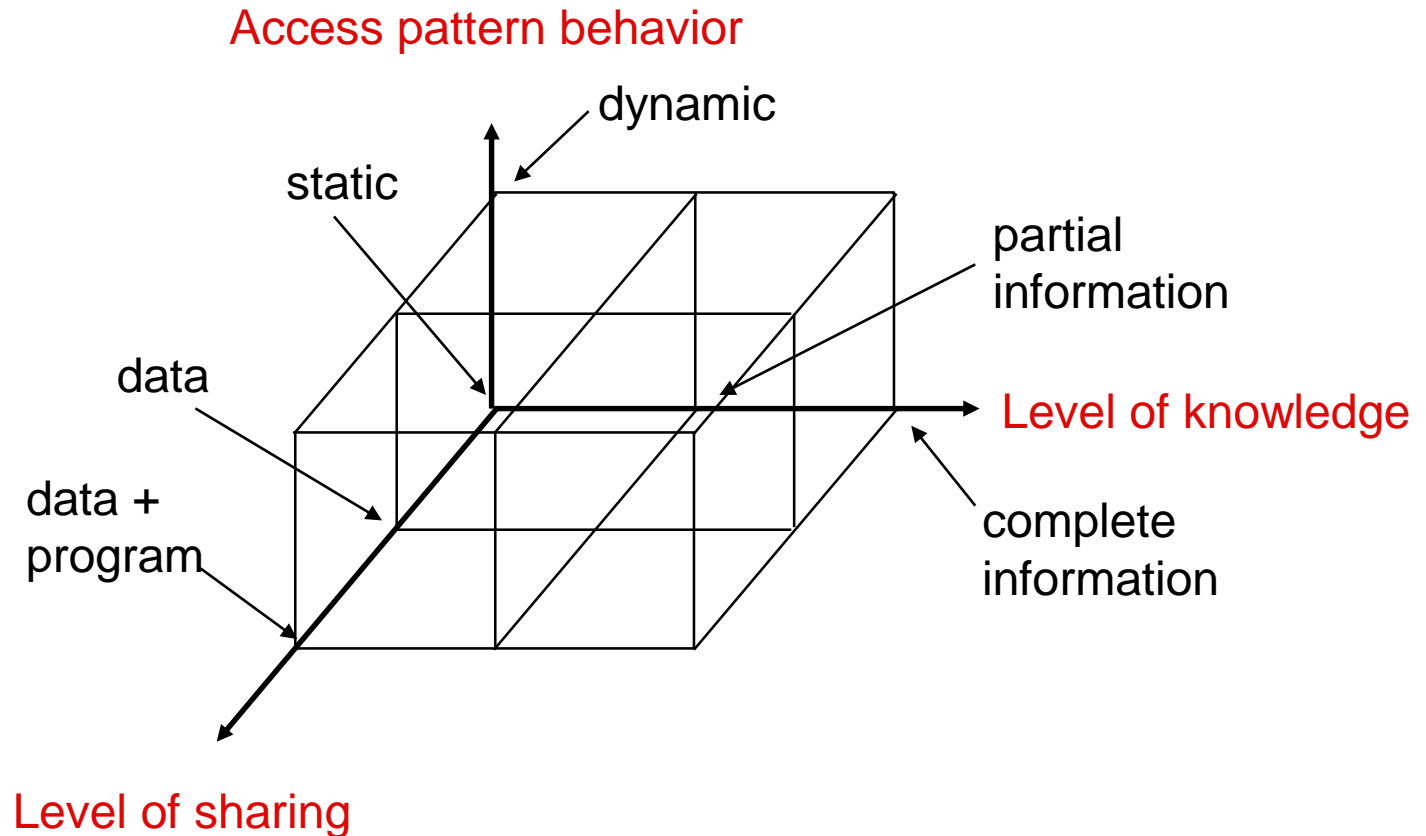 Access pattern behavior
dynamic
static
partial
information
data
Level of knowledge
data +
program
complete
information
Level of sharing